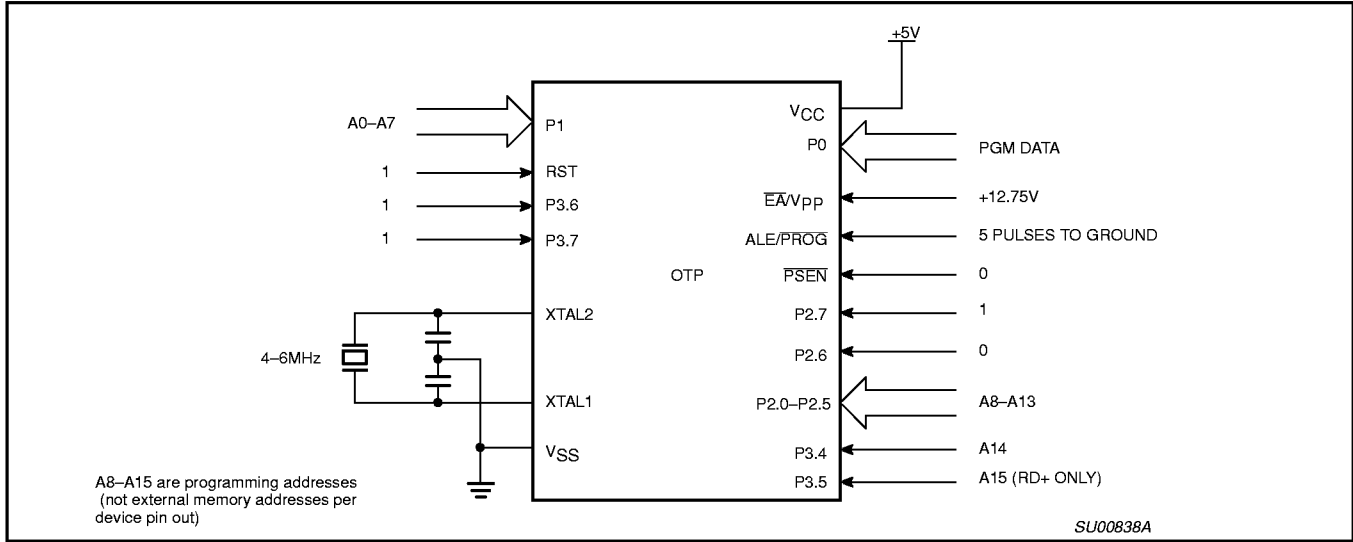 +5V
A0–A7
P1
VCC
P0
PGM DATA
1
RST
EA/VPP
+12.75V
1
P3.6
ALE/PROG
5 PULSES TO GROUND
1
P3.7
OTP
PSEN
0
XTAL2
P2.7
1
4–6MHz
P2.6
0
XTAL1
P2.0–P2.5
A8–A13
VSS
P3.4
A14
P3.5
A15 (RD+ ONLY)
A8–A15 are programming addresses
(not external memory addresses per
device pin out)
SU00838A